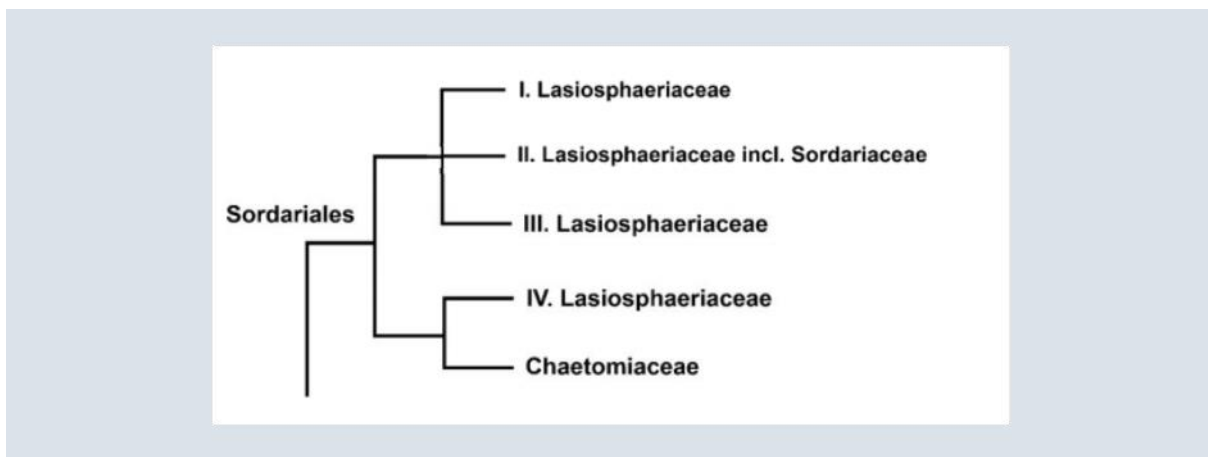 I. Lasiosphaeriaceae
II. Lasiosphaeriaceae incl. Sordariaceae
Sordariales
III. Lasiosphaeriaceae
IV. Lasiosphaeriaceae
Chaetomiaceae